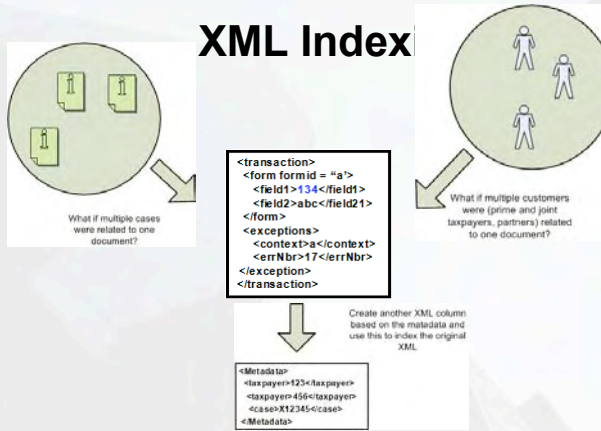 XML Indexi
What if multiple cases
were related to one
document?
<transaction>
<form formid = “a’>
<field1>134</field1>
<field2>abc</field21>
</form>
<exceptions>
<context>a</context>
<errNbr>17</errNbr>
</exception>
</transaction>
What if multiple customers
were (prime and joint
taxpayers, partners) related
to one document?
Create another XML column
based on the matadata and
use this to index the original
XML
<Metadata>
<taxpayer>123</taxpayer>
<taxpayer>456</taxpayer>
<case>X12345</case>
</Metadata>